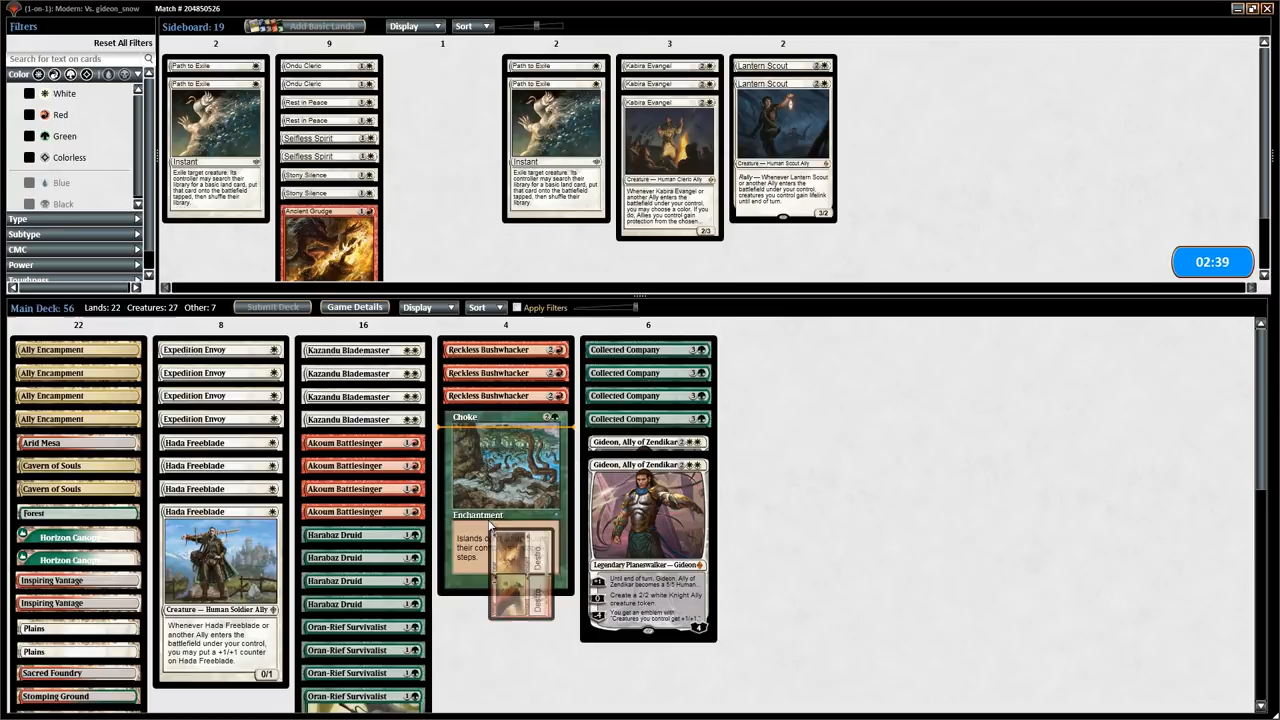 (1-on-1): Modern: Vs. gideon_snow Match # 204850526
Filters
Reset All Filters
Search for text on cards
Color
White
Red
Green
Colorless
Blue
Black
Type
Subtype
CMC
Power
Toughness
Sideboard: 19
Add Basic Lands
Display
Sort
2
9
1
2
3
2
Path to Exile
Path to Exile
Instant
Exile target creature. Its controller may search their library for a basic land card, put that card onto the battlefield tapped, then shuffle their library.
Ondu Cleric
Ondu Cleric
Rest in Peace
Rest in Peace
Selfless Spirit
Selfless Spirit
Stony Silence
Stony Silence
Ancient Grudge
Path to Exile
Path to Exile
Instant
Exile target creature. Its controller may search their library for a basic land card, put that card onto the battlefield tapped, then shuffle their library.
Kabira Evangel
Kabira Evangel
Kabira Evangel
Creature — Human Cleric Ally
Whenever Kabira Evangel or another Ally enters the battlefield under your control, you may choose a color. If you do, Allies you control gain protection from the chosen
2/3
Lantern Scout
Lantern Scout
Creature — Human Scout Ally
Rally — Whenever Lantern Scout or another Ally enters the battlefield under your control, creatures you control gain lifelink until end of turn.
3/2
02:39
Main Deck: 56 Lands: 22 Creatures: 27 Other: 7
Submit Deck
Game Details
Display
Sort
Apply Filters
22
8
16
4
6
Ally Encampment
Ally Encampment
Ally Encampment
Ally Encampment
Arid Mesa
Cavern of Souls
Cavern of Souls
Forest
Horizon Canopy
Horizon Canopy
Inspiring Vantage
Inspiring Vantage
Plains
Plains
Sacred Foundry
Stomping Ground
Expedition Envoy
Expedition Envoy
Expedition Envoy
Expedition Envoy
Hada Freeblade
Hada Freeblade
Hada Freeblade
Hada Freeblade
Creature — Human Soldier Ally
Whenever Hada Freeblade or another Ally enters the battlefield under your control, you may put a +1/+1 counter on Hada Freeblade.
0/1
Kazandu Blademaster
Kazandu Blademaster
Kazandu Blademaster
Kazandu Blademaster
Akoum Battlesinger
Akoum Battlesinger
Akoum Battlesinger
Akoum Battlesinger
Harabaz Druid
Harabaz Druid
Harabaz Druid
Harabaz Druid
Oran-Rief Survivalist
Oran-Rief Survivalist
Oran-Rief Survivalist
Oran-Rief Survivalist
Reckless Bushwhacker
Reckless Bushwhacker
Reckless Bushwhacker
Choke
Enchantment
Islands d
their con
steps.
Destro
Destro
Collected Company
Collected Company
Collected Company
Collected Company
Gideon, Ally of Zendikar
Gideon, Ally of Zendikar
Legendary Planeswalker — Gideon
+1 Until end of turn, Gideon, Ally of Zendikar becomes a 5/5 Human
0 Create a 2/2 white Knight Ally creature token
You get an emblem with "Creatures you control get +1/+1."
4